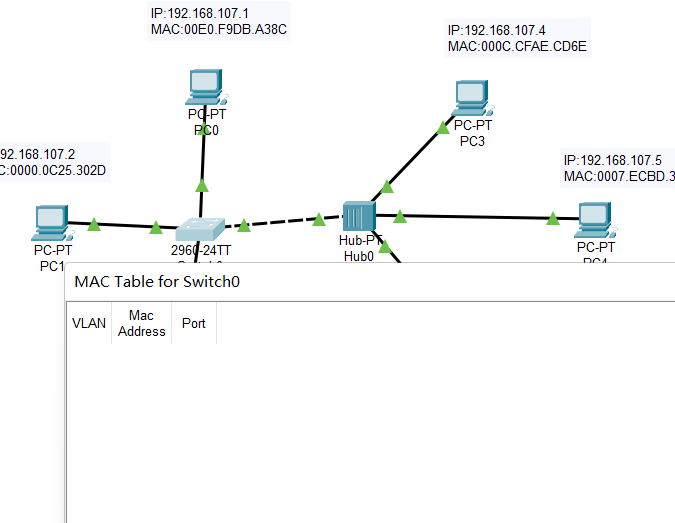 IP:192.168.107.1
MAC:00E0.F9DB.A38C
IP:192.168.107.4
MAC:000C.CFAE.CD6E
PC-PT
PC0
PC-PT
PC3
92.168.107.2
C:0000.0C25.302D
IP:192.168.107.5
MAC:0007.ECBD.3
PC-PT
PC1
2960-24TT
Hub-PT
Hub0
PC-PT
PC4
MAC Table for Switch0
VLAN
Mac
Address
Port